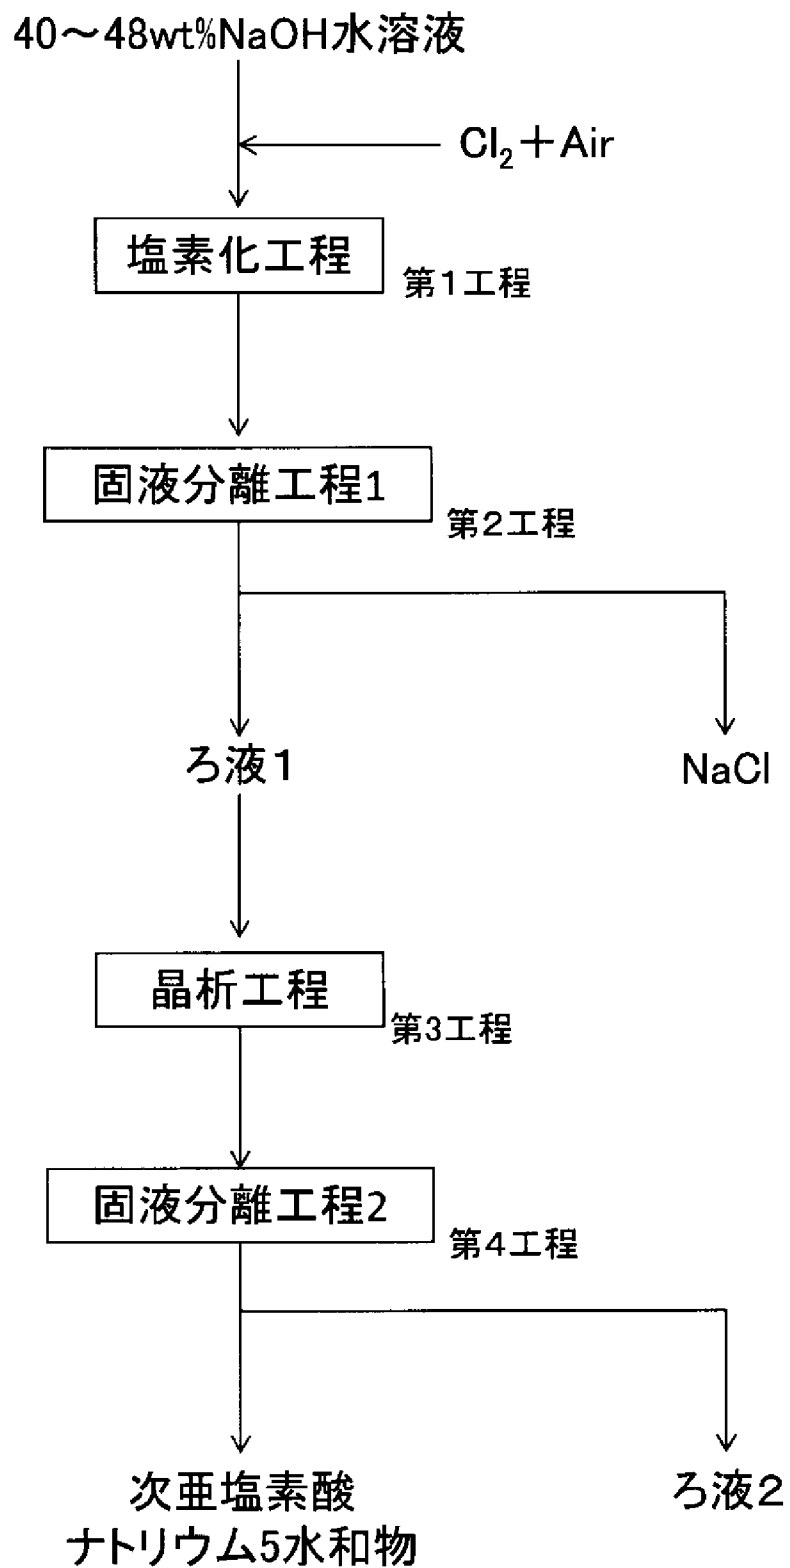 40～48wt%NaOH水溶液
Cl₂＋Air
塩素化工程
第1工程
固液分離工程1
第2工程
ろ液1
NaCl
晶析工程
第3工程
固液分離工程2
第4工程
次亜塩素酸
ナトリウム5水和物
ろ液2